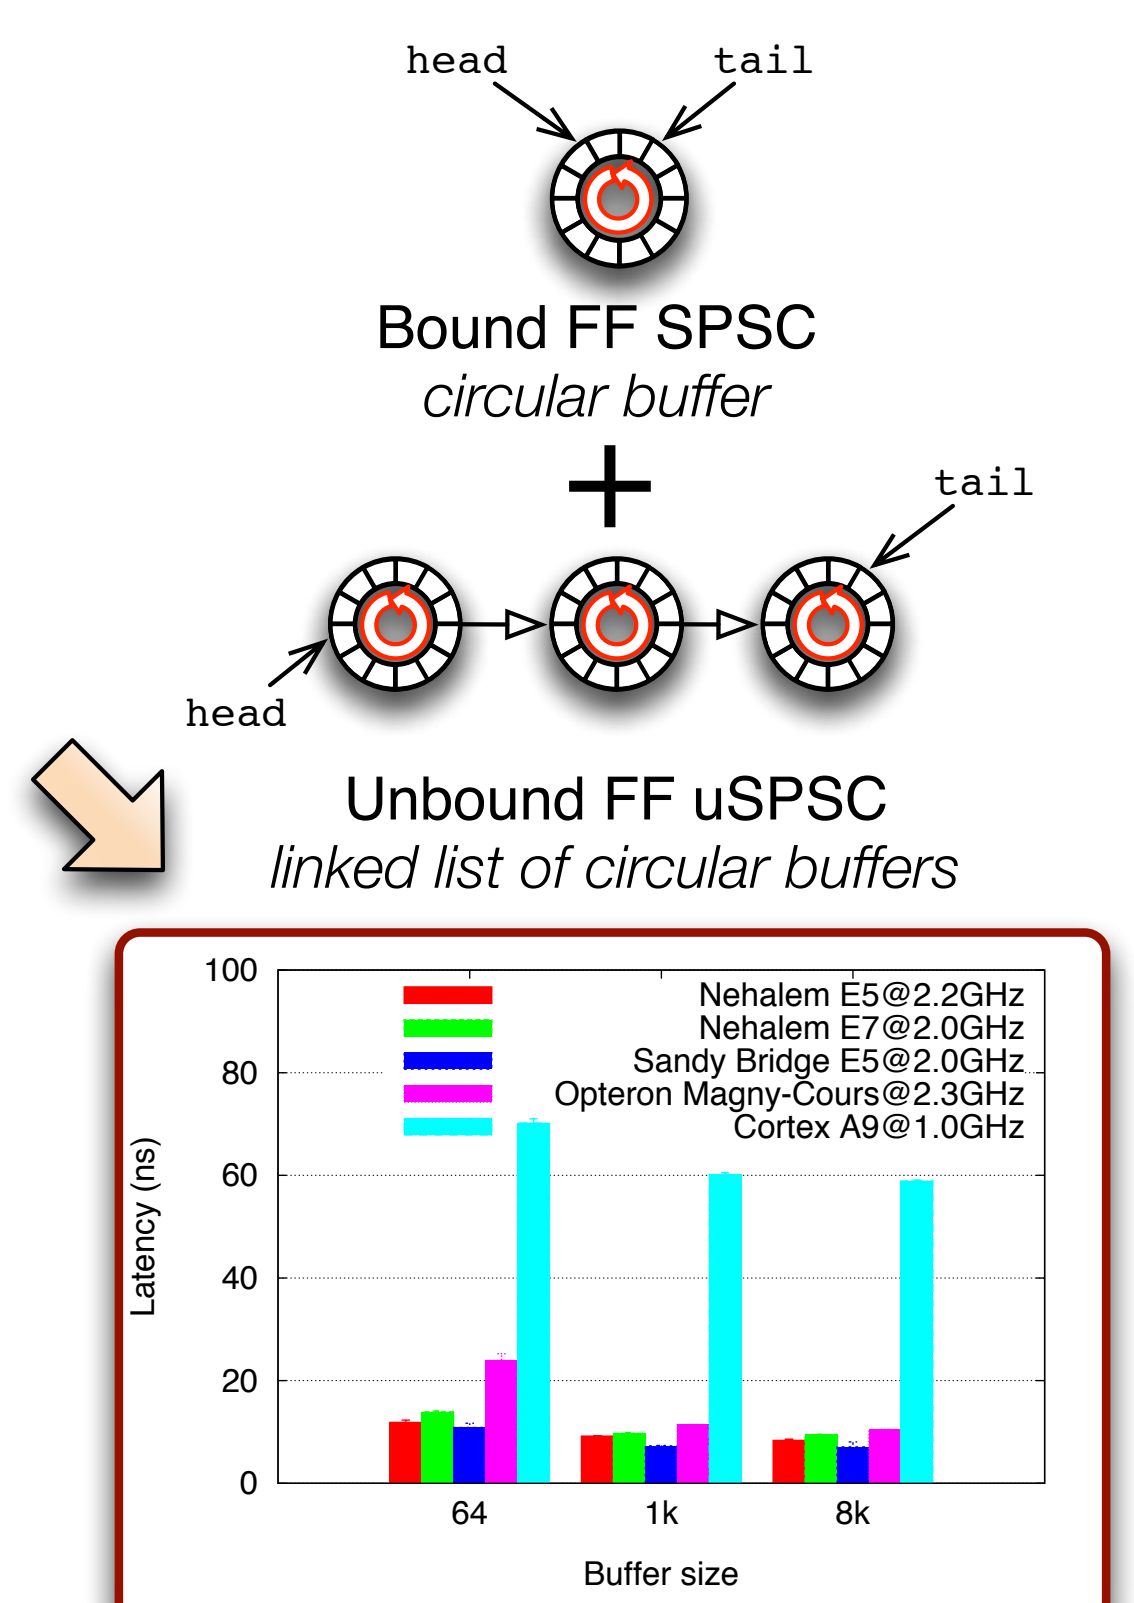 head tail
Bound FF SPSC
circular buffer
+
tail
head
Unbound FF uSPSC
linked list of circular buffers
100
80
60
40
20
0
Latency (ns)
Nehalem E5@2.2GHz
Nehalem E7@2.0GHz
Sandy Bridge E5@2.0GHz
Opteron Magny-Cours@2.3GHz
Cortex A9@1.0GHz
64 1k 8k
Buffer size